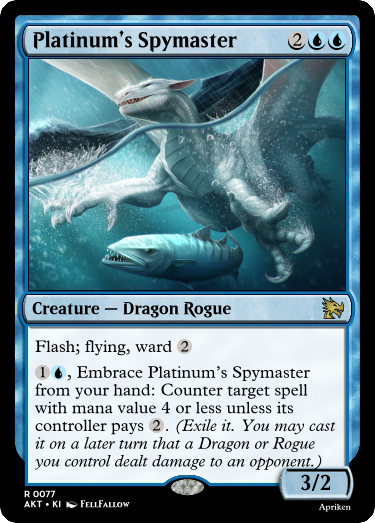 Platinum's Spymaster 2
Creature — Dragon Rogue
Flash; flying, ward 2
1, Embrace Platinum's Spymaster
from your hand: Counter target spell
with mana value 4 or less unless its
controller pays 2. (Exile it. You may cast
it on a later turn that a Dragon or Rogue
you control dealt damage to an opponent.)
3/2
R 0077
AKT • KI FellFallow
Apriken